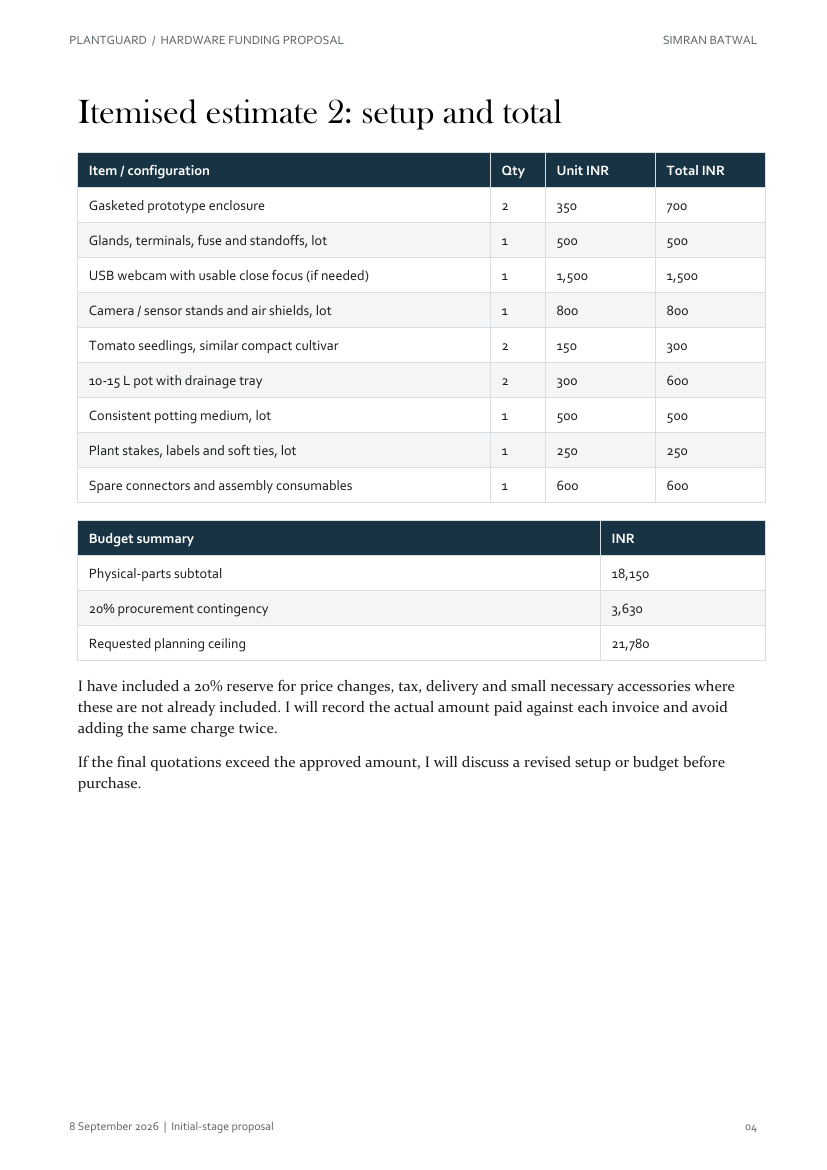 PLANTGUARD / HARDWARE FUNDING PROPOSAL SIMRAN BATWAL
Itemised estimate 2: setup and total
Item / configuration Qty Unit INR Total INR
Gasketed prototype enclosure 2 350 700
Glands, terminals, fuse and standoffs, lot 1 500 500
USB webcam with usable close focus (if needed) 1 1,500 1,500
Camera / sensor stands and air shields, lot 1 800 800
Tomato seedlings, similar compact cultivar 2 150 300
10-15 L pot with drainage tray 2 300 600
Consistent potting medium, lot 1 500 500
Plant stakes, labels and soft ties, lot 1 250 250
Spare connectors and assembly consumables 1 600 600
Budget summary INR
Physical-parts subtotal 18,150
20% procurement contingency 3,630
Requested planning ceiling 21,780
I have included a 20% reserve for price changes, tax, delivery and small necessary accessories where
these are not already included. I will record the actual amount paid against each invoice and avoid
adding the same charge twice.
If the final quotations exceed the approved amount, I will discuss a revised setup or budget before
purchase.
8 September 2026 | Initial-stage proposal 04